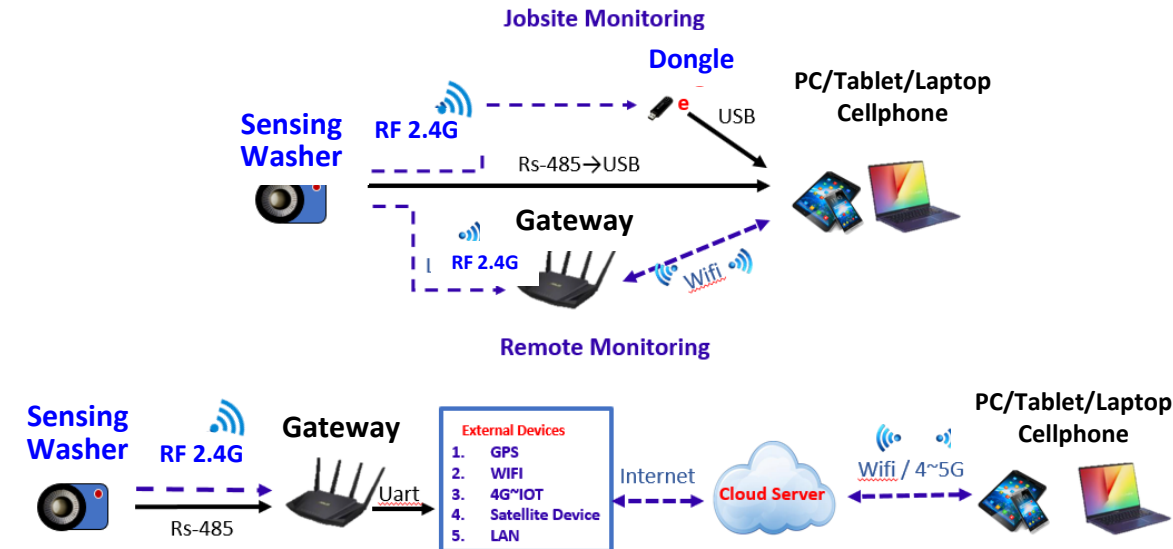 Jobsite Monitoring
Dongle
e
PC/Tablet/Laptop
Cellphone
USB
Sensing
Washer
RF 2.4G
Rs-485→USB
Gateway
RF 2.4G
Wifi
Remote Monitoring
Sensing
Washer
RF 2.4G
Rs-485
Gateway
Uart
External Devices
1. GPS
2. WIFI
3. 4G~IOT
4. Satellite Device
5. LAN
Internet
Cloud Server
Wifi / 4~5G
PC/Tablet/Laptop
Cellphone